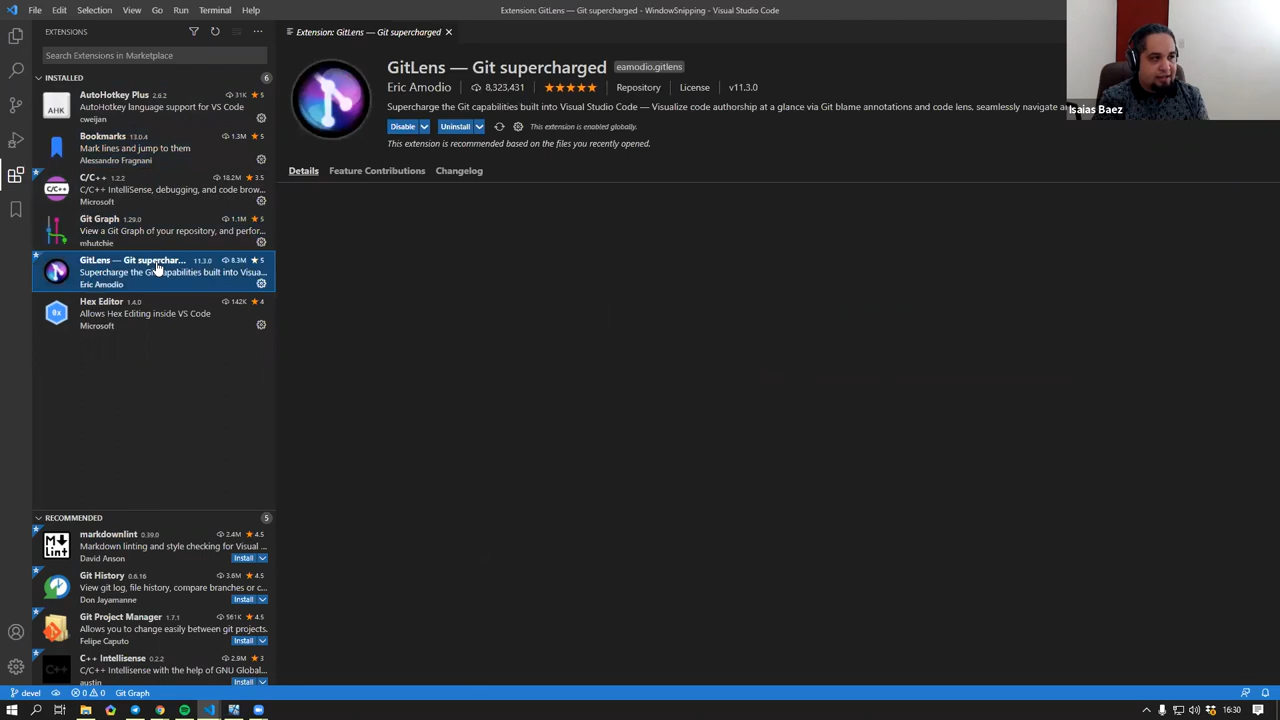 File Edit Selection View Go Run Terminal Help
Extension: GitLens — Git supercharged - WindowSnipping - Visual Studio Code
EXTENSIONS
Search Extensions in Marketplace
INSTALLED 6
AutoHotkey Plus 2.6.2 31K 5
AutoHotkey language support for VS Code
cweijan
Bookmarks 13.0.4 1.3M 5
Mark lines and jump to them
Alessandro Fragnani
C/C++ 1.2.2 18.2M 3.5
C/C++ IntelliSense, debugging, and code brow...
Microsoft
Git Graph 1.29.0 1.1M 5
View a Git Graph of your repository, and perfor...
mhutchie
GitLens — Git superchar... 11.3.0 8.3M 5
Supercharge the Git capabilities built into Visua...
Eric Amodio
Hex Editor 1.4.0 142K 4
Allows Hex Editing inside VS Code
Microsoft
RECOMMENDED 5
markdownlint 0.39.0 2.4M 4.5
Markdown linting and style checking for Visual ...
David Anson Install
Git History 0.6.16 3.6M 4.5
View git log, file history, compare branches or c...
Don Jayamanne Install
Git Project Manager 1.7.1 561K 4.5
Allows you to change easily between git projects.
Felipe Caputo Install
C++ Intellisense 0.2.2 2.9M 3
C/C++ Intellisense with the help of GNU Global...
austin Install
Extension: GitLens — Git supercharged
GitLens — Git supercharged eamodio.gitlens
Eric Amodio 8,323,431 Repository License v11.3.0
Supercharge the Git capabilities built into Visual Studio Code — Visualize code authorship at a glance via Git blame annotations and code lens, seamlessly navigate a
Disable Uninstall This extension is enabled globally.
This extension is recommended based on the files you recently opened.
Details Feature Contributions Changelog
AHK
C/C++
0x
M Lint
C++
Isaias Baez
devel 0 0 Git Graph
16:30